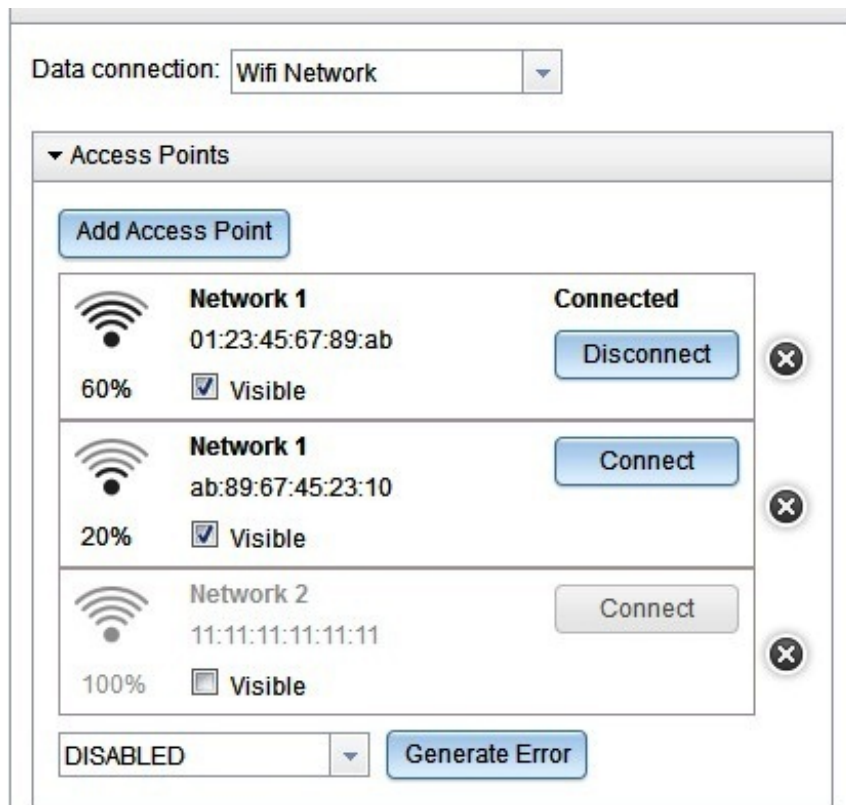 Data connection: Wifi Network
Access Points
Add Access Point
Network 1 Connected
01:23:45:67:89:ab Disconnect
60% Visible
Network 1 Connect
ab:89:67:45:23:10
20% Visible
Network 2 Connect
11:11:11:11:11:11
100% Visible
DISABLED Generate Error